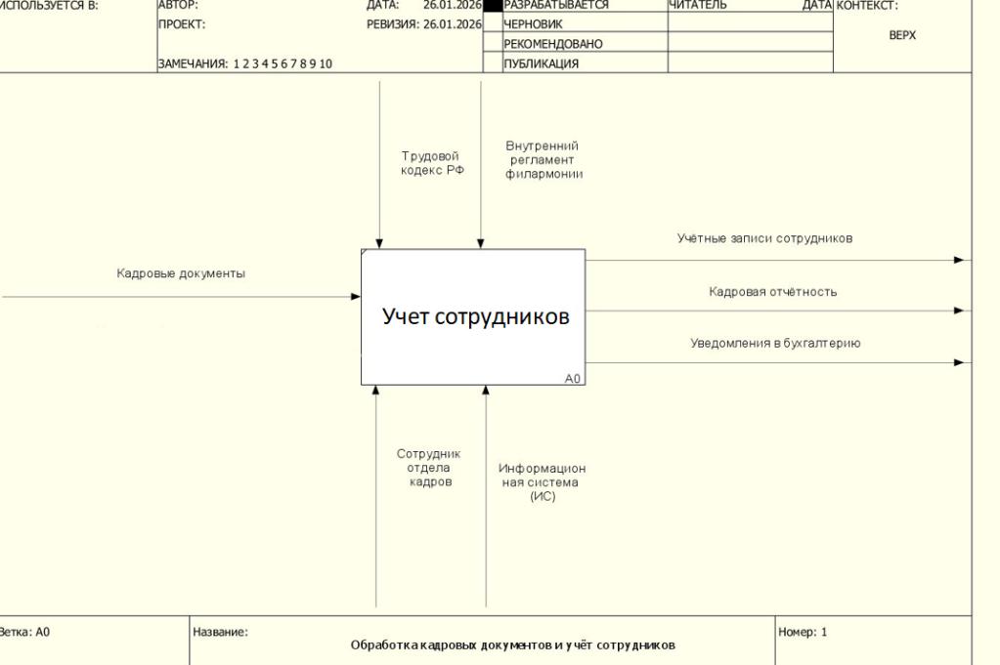 ИСПОЛЬЗУЕТСЯ В:
АВТОР:
ДАТА: 26.01.2026
РАЗРАБАТЫВАЕТСЯ
ЧИТАТЕЛЬ
ДАТА
КОНТЕКСТ:
ПРОЕКТ:
РЕВИЗИЯ: 26.01.2026
ЧЕРНОВИК
ВЕРХ
РЕКОМЕНДОВАНО
ЗАМЕЧАНИЯ: 1 2 3 4 5 6 7 8 9 10
ПУБЛИКАЦИЯ
Трудовой
кодекс РФ
Внутренний
регламент
филармонии
Кадровые документы
Учет сотрудников
A0
Учётные записи сотрудников
Кадровая отчётность
Уведомления в бухгалтерию
Сотрудник
отдела
кадров
Информацион
ная система
(ИС)
Ветка: A0
Название:
Обработка кадровых документов и учёт сотрудников
Номер: 1